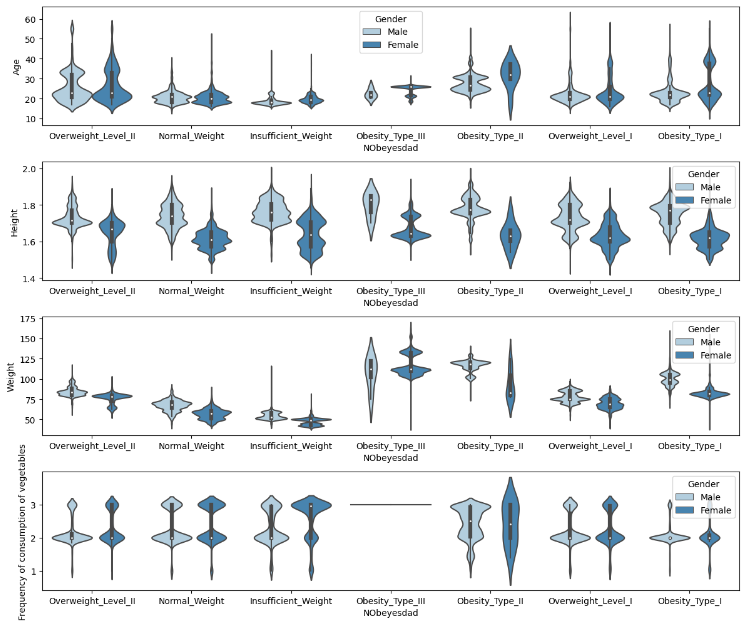 Gender
Male
Female
60
50
40
30
20
10
Age
Overweight_Level_II Normal_Weight Insufficient_Weight Obesity_Type_III Obesity_Type_II Overweight_Level_I Obesity_Type_I
NObeyesdad
Gender
Male
Female
2.0
1.8
1.6
1.4
Height
Overweight_Level_II Normal_Weight Insufficient_Weight Obesity_Type_III Obesity_Type_II Overweight_Level_I Obesity_Type_I
NObeyesdad
Gender
Male
Female
175
150
125
100
75
50
Weight
Overweight_Level_II Normal_Weight Insufficient_Weight Obesity_Type_III Obesity_Type_II Overweight_Level_I Obesity_Type_I
NObeyesdad
Gender
Male
Female
3
2
1
Frequency of consumption of vegetables
Overweight_Level_II Normal_Weight Insufficient_Weight Obesity_Type_III Obesity_Type_II Overweight_Level_I Obesity_Type_I
NObeyesdad